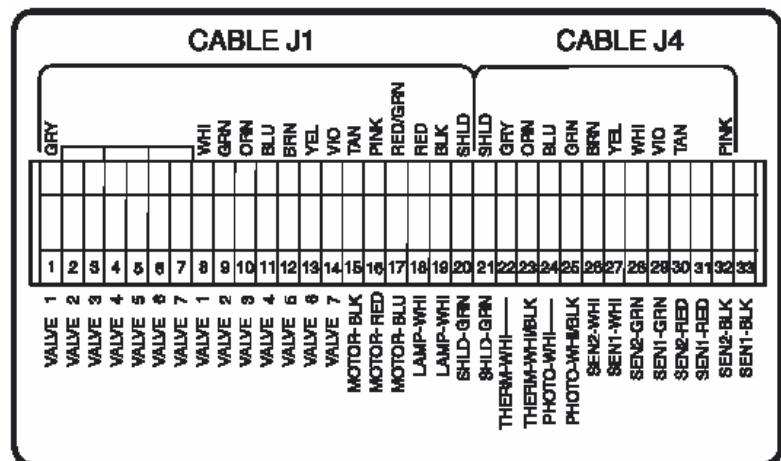 CABLE J1 CABLE J4
GRY WHI GRN ORN BLU BRN YEL VIO TAN PINK RED/GRN RED BLK SHLD SHLD GRY ORN BLU GRN BRN YEL WHI VIO TAN PINK
1 2 3 4 5 6 7 8 9 10 11 12 13 14 15 16 17 18 19 20 21 22 23 24 25 26 27 28 29 30 31 32 33
VALVE 1
VALVE 2
VALVE 3
VALVE 4
VALVE 5
VALVE 6
VALVE 7
VALVE 1
VALVE 2
VALVE 3
VALVE 4
VALVE 5
VALVE 6
VALVE 7
MOTOR-BLK
MOTOR-RED
MOTOR-BLU
LAMP-WHI
LAMP-WHI
SHLD-GRN
SHLD-GRN
THERM-WHI
THERM-WHI/BLK
PHOTO-WHI
PHOTO-WHI/BLK
SEN2-WHI
SEN1-WHI
SEN2-GRN
SEN1-GRN
SEN2-RED
SEN1-RED
SEN2-BLK
SEN1-BLK